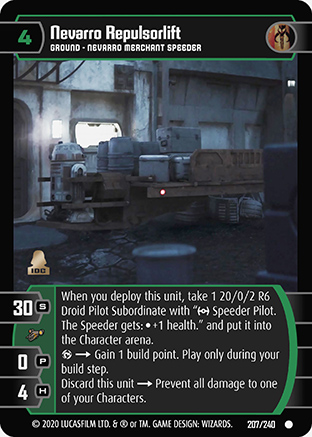 4
Nevarro Repulsorlift
GROUND - NEVARRO MERCHANT SPEEDER
IDC
30 S
0 P
4 H
When you deploy this unit, take 1 20/0/2 R6
Droid Pilot Subordinate with “ Speeder Pilot.
The Speeder gets: • +1 health.” and put it into
the Character arena.
→ Gain 1 build point. Play only during your
build step.
Discard this unit → Prevent all damage to one
of your Characters.
© 2020 LUCASFILM LTD. & ® or TM. GAME DESIGN: WIZARDS. 207/240